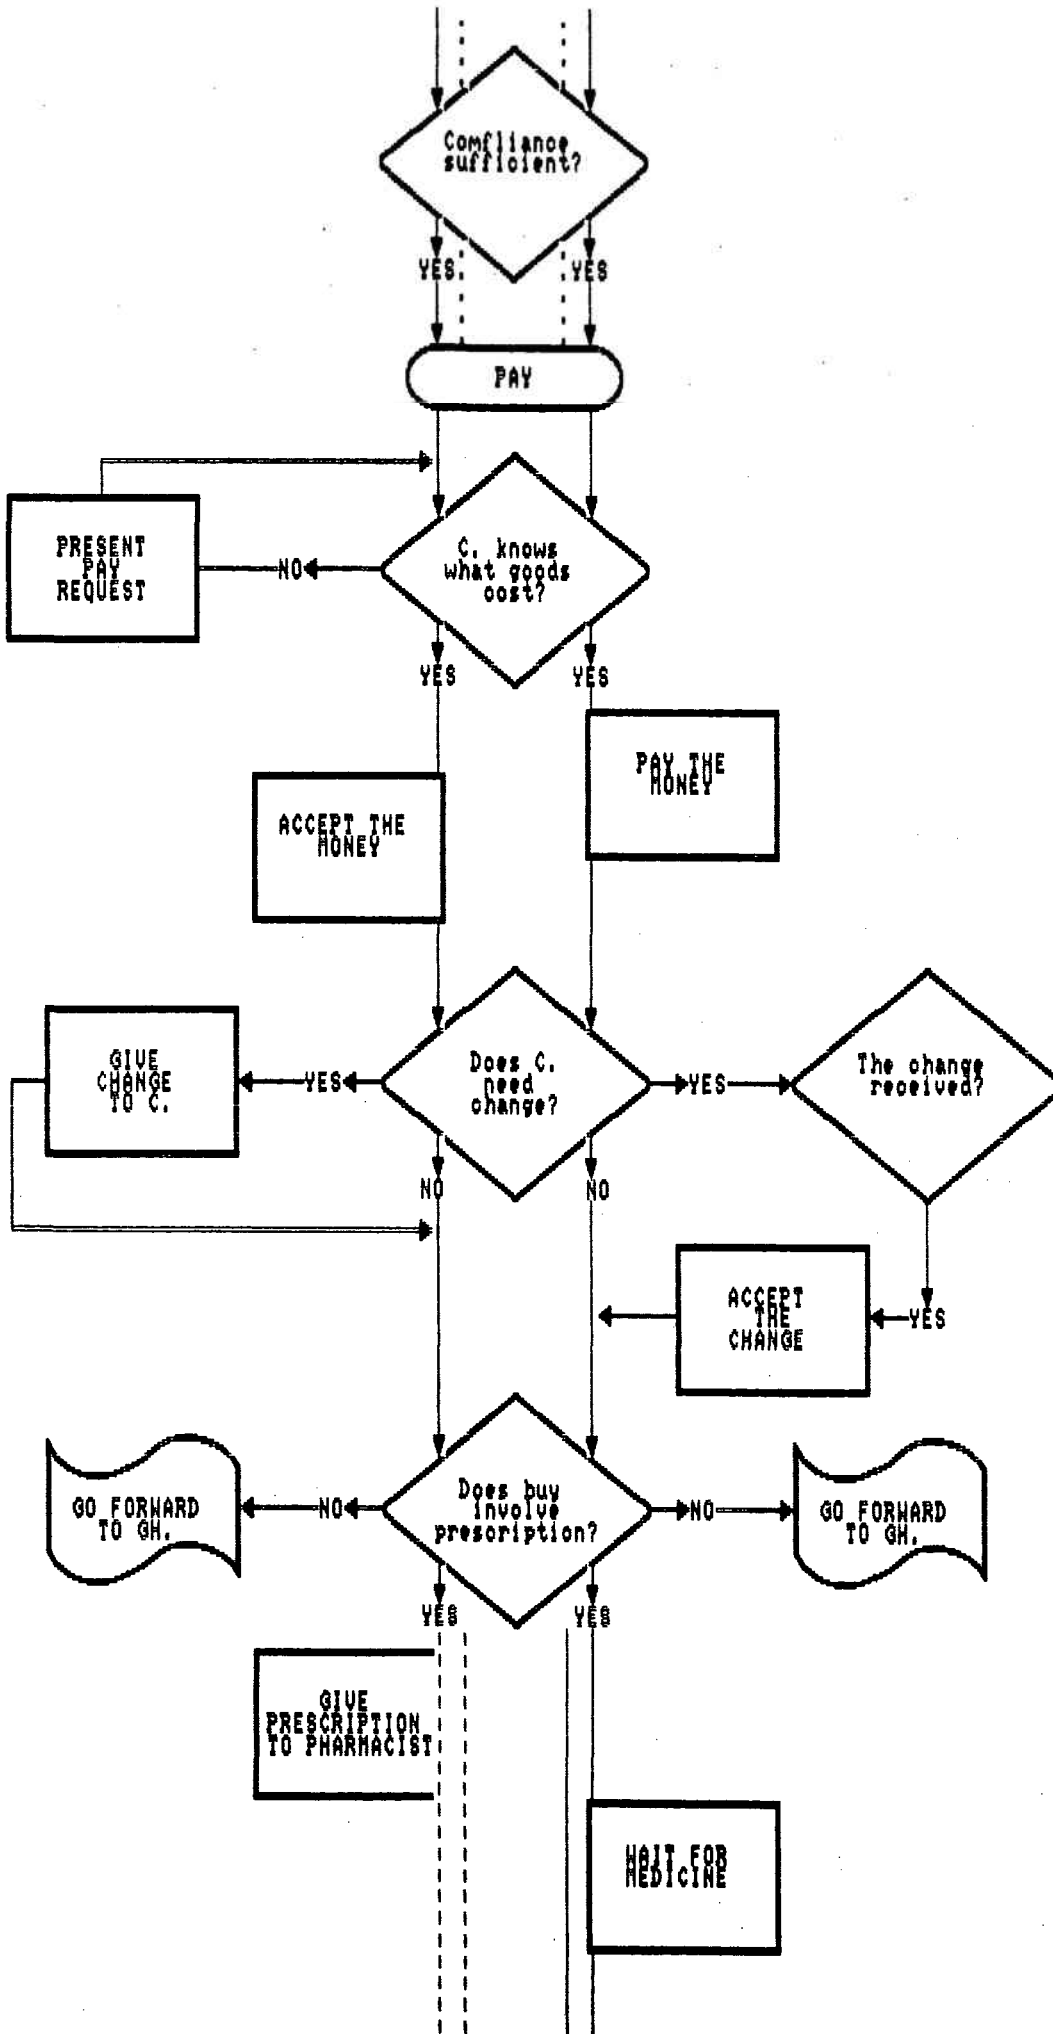 Comfliance
sufficient?
YES
YES
PAY
PRESENT
PAY
REQUEST
NO
C. knows
what goods
cost?
YES
YES
PAY THE
MONEY
ACCEPT THE
MONEY
GIVE
CHANGE
TO C.
YES
Does C.
need
change?
YES
The change
received?
NO
NO
ACCEPT
THE
CHANGE
YES
GO FORWARD
TO GH.
NO
Does buy
involve
prescription?
NO
GO FORWARD
TO GH.
YES
YES
GIVE
PRESCRIPTION
TO PHARMACIST
WAIT FOR
MEDICINE